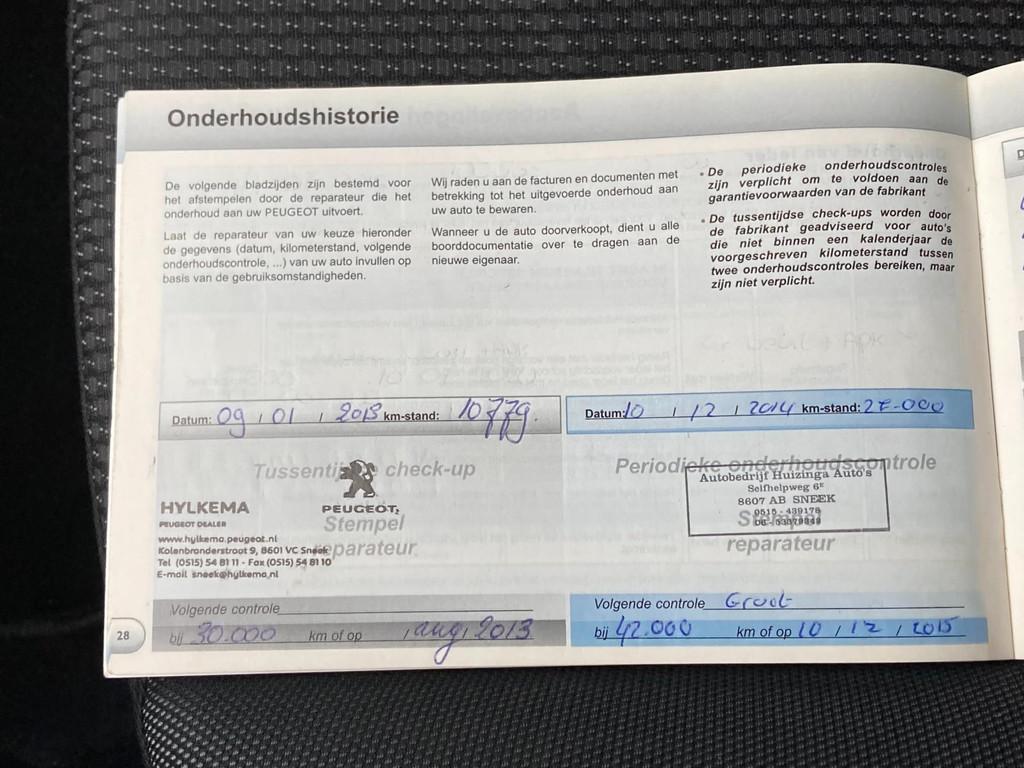 Onderhoudshistorie
De volgende bladzijden zijn bestemd voor
het afstempelen door de reparateur die het
onderhoud aan uw PEUGEOT uitvoert.
Laat de reparateur van uw keuze hieronder
de gegevens (datum, kilometerstand, volgende
onderhoudscontrole, ...) van uw auto invullen op
basis van de gebruiksomstandigheden.
Wij raden u aan de facturen en documenten met
betrekking tot het uitgevoerde onderhoud aan
uw auto te bewaren.
Wanneer u de auto doorverkoopt, dient u alle
boorddocumentatie over te dragen aan de
nieuwe eigenaar.
• De periodieke onderhoudscontroles
zijn verplicht om te voldoen aan de
garantievoorwaarden van de fabrikant
• De tussentijdse check-ups worden door
de fabrikant geadviseerd voor auto's
die niet binnen een kalenderjaar de
voorgeschreven kilometerstand tussen
twee onderhoudscontroles bereiken, maar
zijn niet verplicht.
Datum: 09 / 01 / 2013 km-stand: 10779.
Tussentij check-up
HYLKEMA PEUGEOT
PEUGEOT DEALER
Stempel
reparateur
www.hylkema.peugeot.nl
Kolenbranderstraat 9, 8601 VC Sneek
Tel (0515) 54 81 11 - Fax (0515) 54 81 10
E-mail sneek@hylkema.nl
Volgende controle
bij 30.000 km of op / aug / 2013
Datum: 10 / 12 / 2014 km-stand: 27.000
Periodieke onderhoudscontrole
Autobedrijf Huizinga Auto's
Selfhelpweg 6E
8607 AB SNEEK
0515 - 439178
06 - 53379849
reparateur
Volgende controle Groot
bij 42.000 km of op 10 / 12 / 2015
28